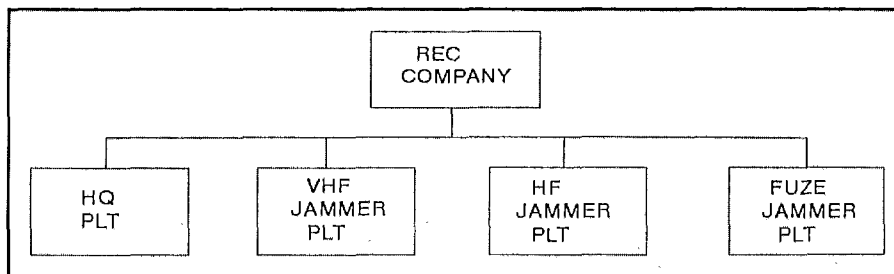 REC
COMPANY
HQ
PLT
VHF
JAMMER
PLT
HF
JAMMER
PLT
FUZE
JAMMER
PLT